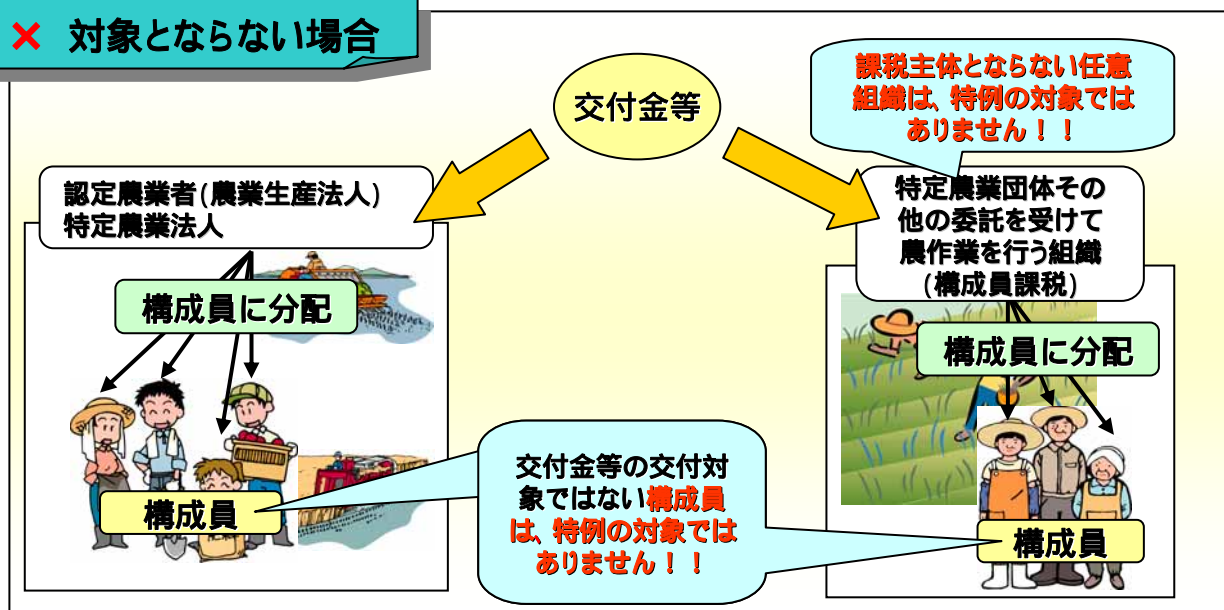 × 対象とならない場合
交付金等
課税主体とならない任意
組織は、特例の対象では
ありません！！
認定農業者(農業生産法人)
特定農業法人
特定農業団体その
他の委託を受けて
農作業を行う組織
(構成員課税)
構成員に分配
構成員に分配
交付金等の交付対
象ではない構成員
は、特例の対象では
ありません！！
構成員
構成員